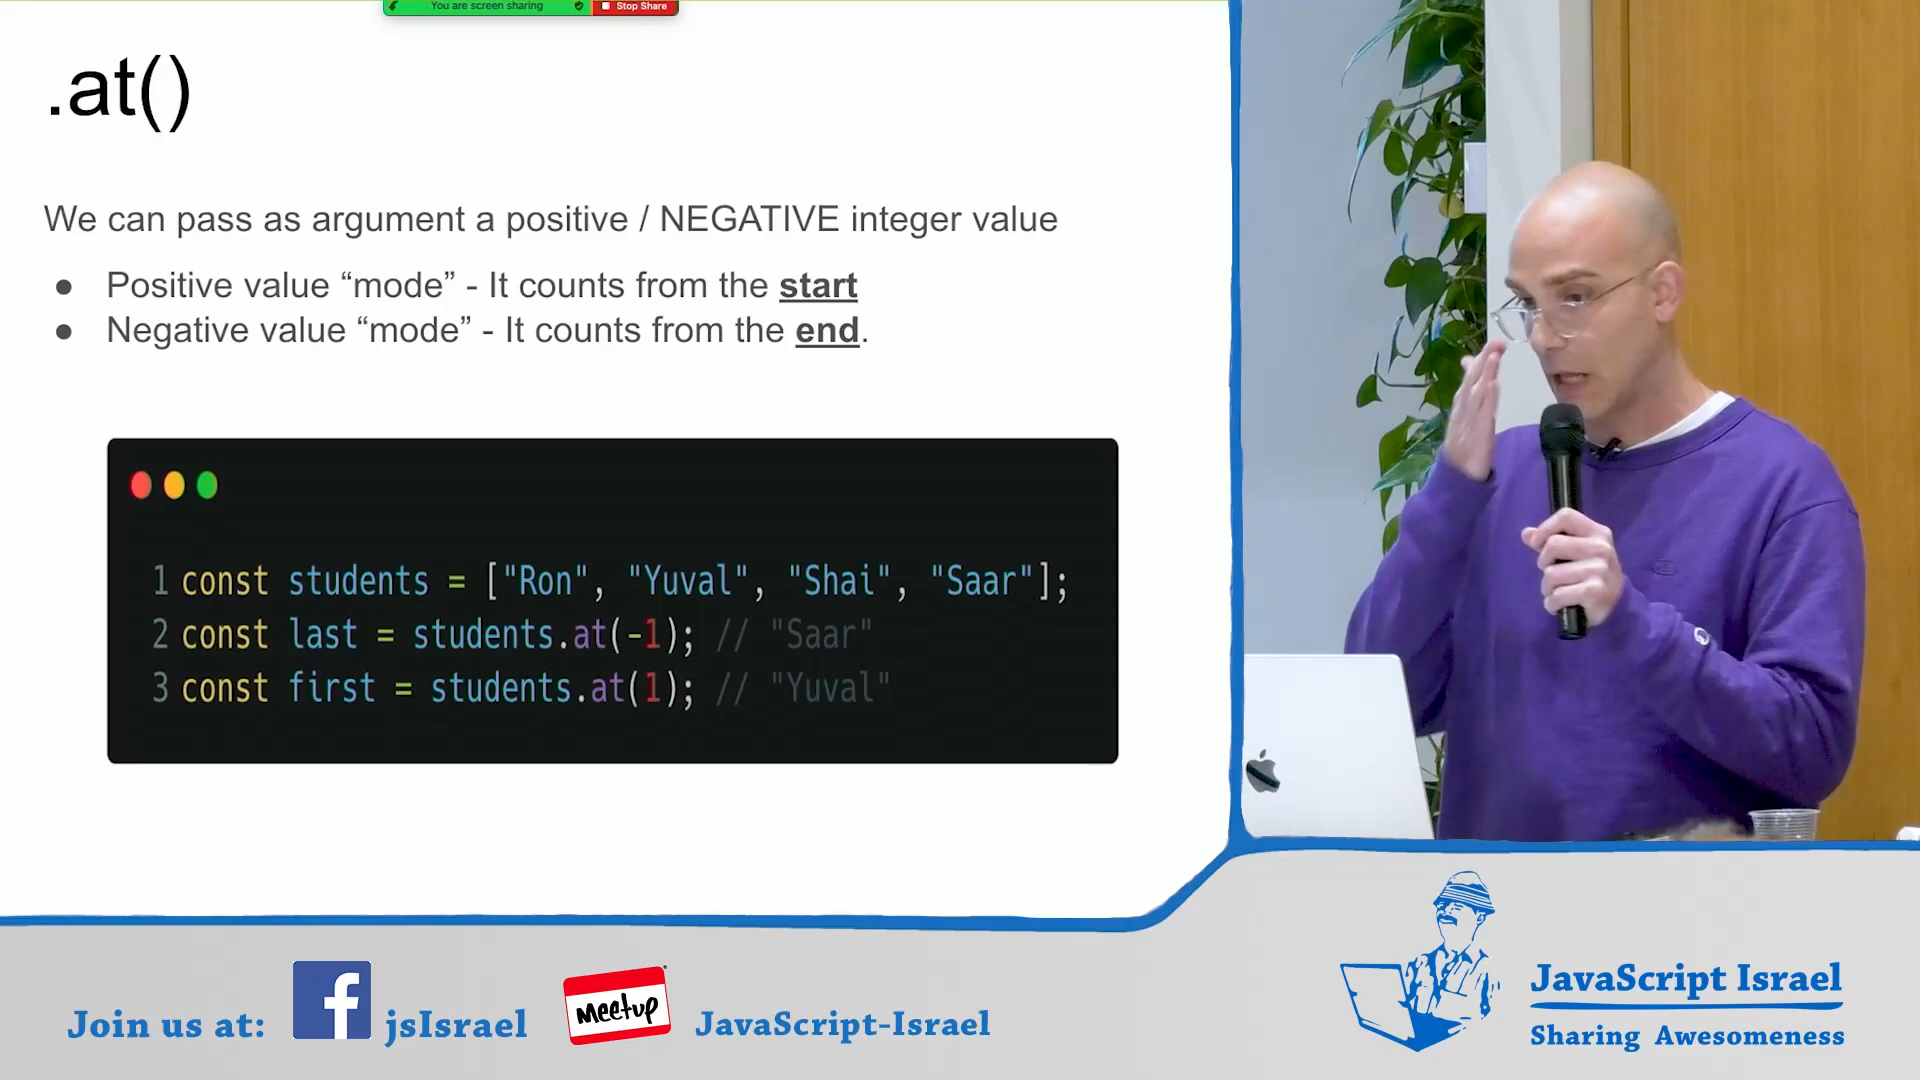 You are screen sharing Stop Share
.at()
We can pass as argument a positive / NEGATIVE integer value
● Positive value “mode” - It counts from the start
● Negative value “mode” - It counts from the end.
1 const students = ["Ron", "Yuval", "Shai", "Saar"];
2 const last = students.at(-1); // "Saar"
3 const first = students.at(1); // "Yuval"
Join us at: f jsIsrael meetup JavaScript-Israel
JavaScript Israel
Sharing Awesomeness